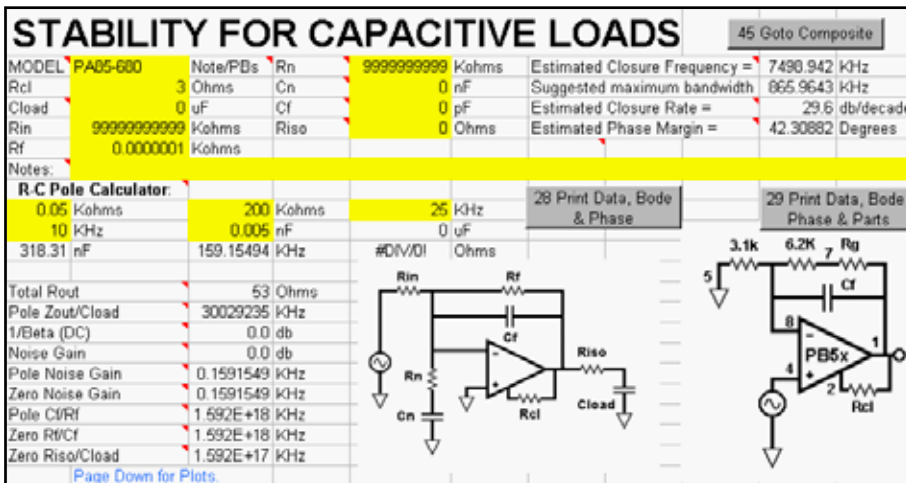 STABILITY FOR CAPACITIVE LOADS 45 Goto Composite
MODEL PA85-680 Note/PBs Rn 9999999999 Kohms Estimated Closure Frequency = 7498.942 KHz
Rcl 3 Ohms Cn 0 nF Suggested maximum bandwidth 865.9643 KHz
Cload 0 uF Cf 0 pF Estimated Closure Rate = 29.6 db/decade
Rin 99999999999 Kohms Riso 0 Ohms Estimated Phase Margin = 42.30882 Degrees
Rf 0.0000001 Kohms
Notes:
R-C Pole Calculator:
0.05 Kohms 200 Kohms 25 KHz
10 KHz 0.005 nF 0 uF
318.31 nF 159.15494 KHz #DIV/0! Ohms
28 Print Data, Bode
& Phase
29 Print Data, Bode
Phase & Parts
Total Rout 53 Ohms
Pole Zout/Cload 30029235 KHz
1/Beta (DC) 0.0 db
Noise Gain 0.0 db
Pole Noise Gain 0.1591549 KHz
Zero Noise Gain 0.1591549 KHz
Pole Cf/Rf 1.592E+18 KHz
Zero Rf/Cf 1.592E+18 KHz
Zero Riso/Cload 1.592E+17 KHz
Page Down for Plots.
Rin Rf
Cf
Rn - Riso
+
Rcl Cload
Cn
3.1k 6.2K 7 Rg
5
Cf
8 - 1
PB5x
4 + 2
Rcl